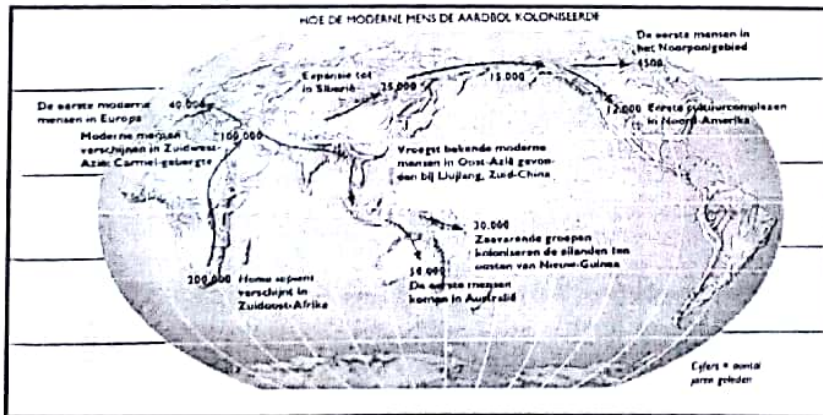 HOE DE MODERNE MENS DE AARDBOL KOLONISEERDE
De eerste mensen in
het Noordpoolgebied
4500
Expansie tot
in Siberië
25.000
15.000
De eerste moderne
mensen in Europa
40.000
12.000
Eerste cultuurcomplexen
in Noord-Amerika
Moderne mensen
verschijnen in Zuidwest-
Azië: Carmel-gebergte
100.000
Vroegst bekende moderne
mensen in Oost-Azië gevon-
den bij Liujiang, Zuid-China
30.000
Zeevarende groepen
koloniseren de eilanden ten
oosten van Nieuw-Guinea
200.000
Homo sapiens
verschijnt in
Zuidoost-Afrika
50.000
De eerste mensen
komen in Australië
Cijfers = aantal
jaren geleden